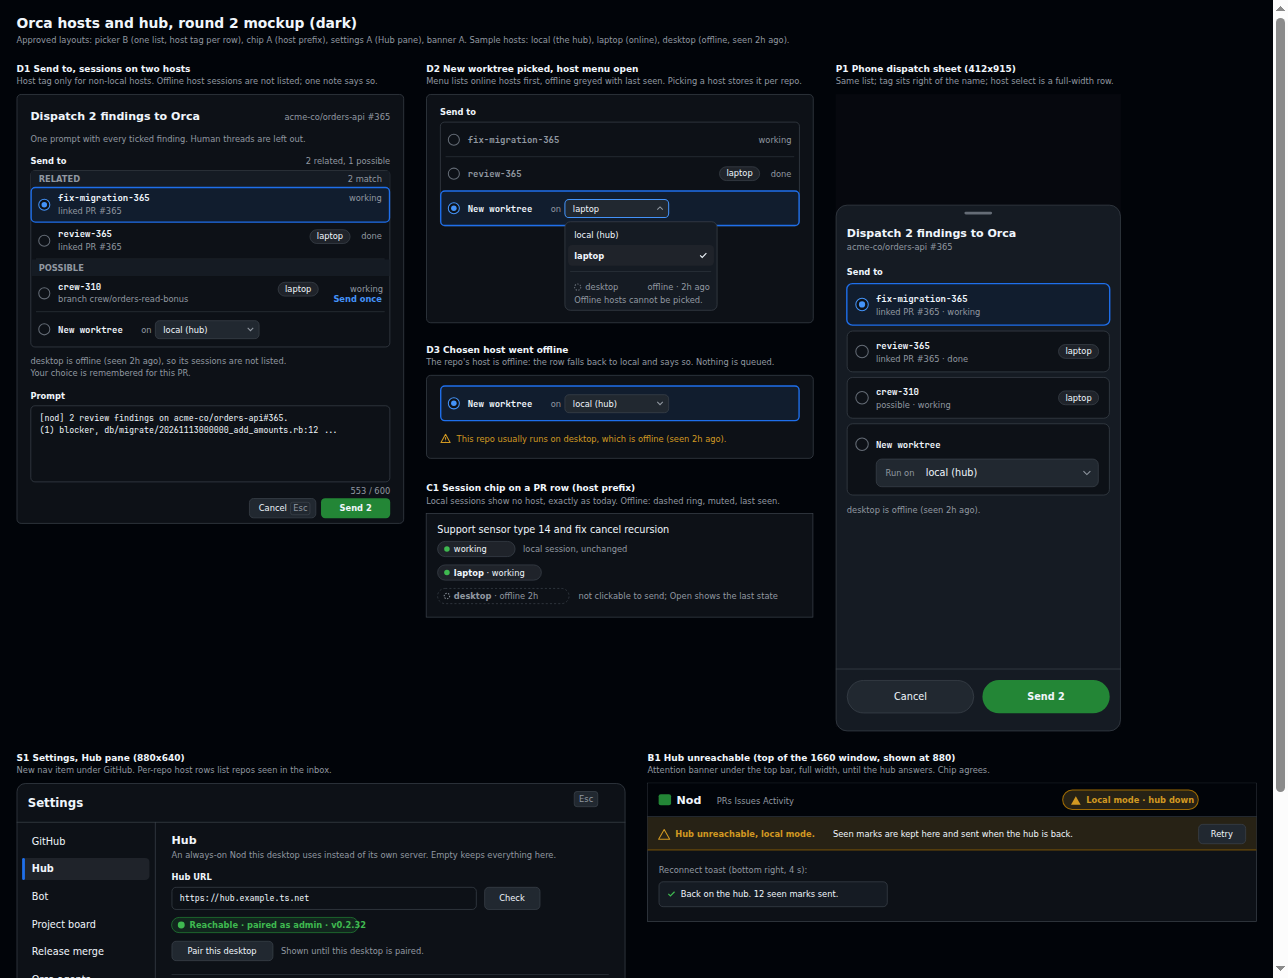 Orca hosts and hub, round 2 mockup (dark)
Approved layouts: picker B (one list, host tag per row), chip A (host prefix), settings A (Hub pane), banner A. Sample hosts: local (the hub), laptop (online), desktop (offline, seen 2h ago).
D1 Send to, sessions on two hosts
Host tag only for non-local hosts. Offline host sessions are not listed; one note says so.
Dispatch 2 findings to Orca
acme-co/orders-api #365
One prompt with every ticked finding. Human threads are left out.
Send to
2 related, 1 possible
RELATED
2 match
fix-migration-365
working
linked PR #365
review-365
laptop
done
linked PR #365
POSSIBLE
crew-310
laptop
working
branch crew/orders-read-bonus
Send once
New worktree
on
local (hub)
desktop is offline (seen 2h ago), so its sessions are not listed.
Your choice is remembered for this PR.
Prompt
[nod] 2 review findings on acme-co/orders-api#365.
(1) blocker, db/migrate/20261113000000_add_amounts.rb:12 ...
553 / 600
Cancel
Esc
Send 2
D2 New worktree picked, host menu open
Menu lists online hosts first, offline greyed with last seen. Picking a host stores it per repo.
Send to
fix-migration-365
working
review-365
laptop
done
New worktree
on
laptop
local (hub)
laptop
desktop
offline · 2h ago
Offline hosts cannot be picked.
D3 Chosen host went offline
The repo's host is offline: the row falls back to local and says so. Nothing is queued.
New worktree
on
local (hub)
This repo usually runs on desktop, which is offline (seen 2h ago).
C1 Session chip on a PR row (host prefix)
Local sessions show no host, exactly as today. Offline: dashed ring, muted, last seen.
Support sensor type 14 and fix cancel recursion
working
local session, unchanged
laptop · working
desktop · offline 2h
not clickable to send; Open shows the last state
P1 Phone dispatch sheet (412x915)
Same list; tag sits right of the name; host select is a full-width row.
Dispatch 2 findings to Orca
acme-co/orders-api #365
Send to
fix-migration-365
linked PR #365 · working
review-365
linked PR #365 · done
laptop
crew-310
possible · working
laptop
New worktree
Run on
local (hub)
desktop is offline (seen 2h ago).
Cancel
Send 2
S1 Settings, Hub pane (880x640)
New nav item under GitHub. Per-repo host rows list repos seen in the inbox.
Settings
Esc
GitHub
Hub
Bot
Project board
Release merge
Orca agents
Hub
An always-on Nod this desktop uses instead of its own server. Empty keeps everything here.
Hub URL
https://hub.example.ts.net
Check
Reachable · paired as admin · v0.2.32
Pair this desktop
Shown until this desktop is paired.
B1 Hub unreachable (top of the 1660 window, shown at 880)
Attention banner under the top bar, full width, until the hub answers. Chip agrees.
Nod
PRs Issues Activity
Local mode · hub down
Hub unreachable, local mode.
Seen marks are kept here and sent when the hub is back.
Retry
Reconnect toast (bottom right, 4 s):
Back on the hub. 12 seen marks sent.